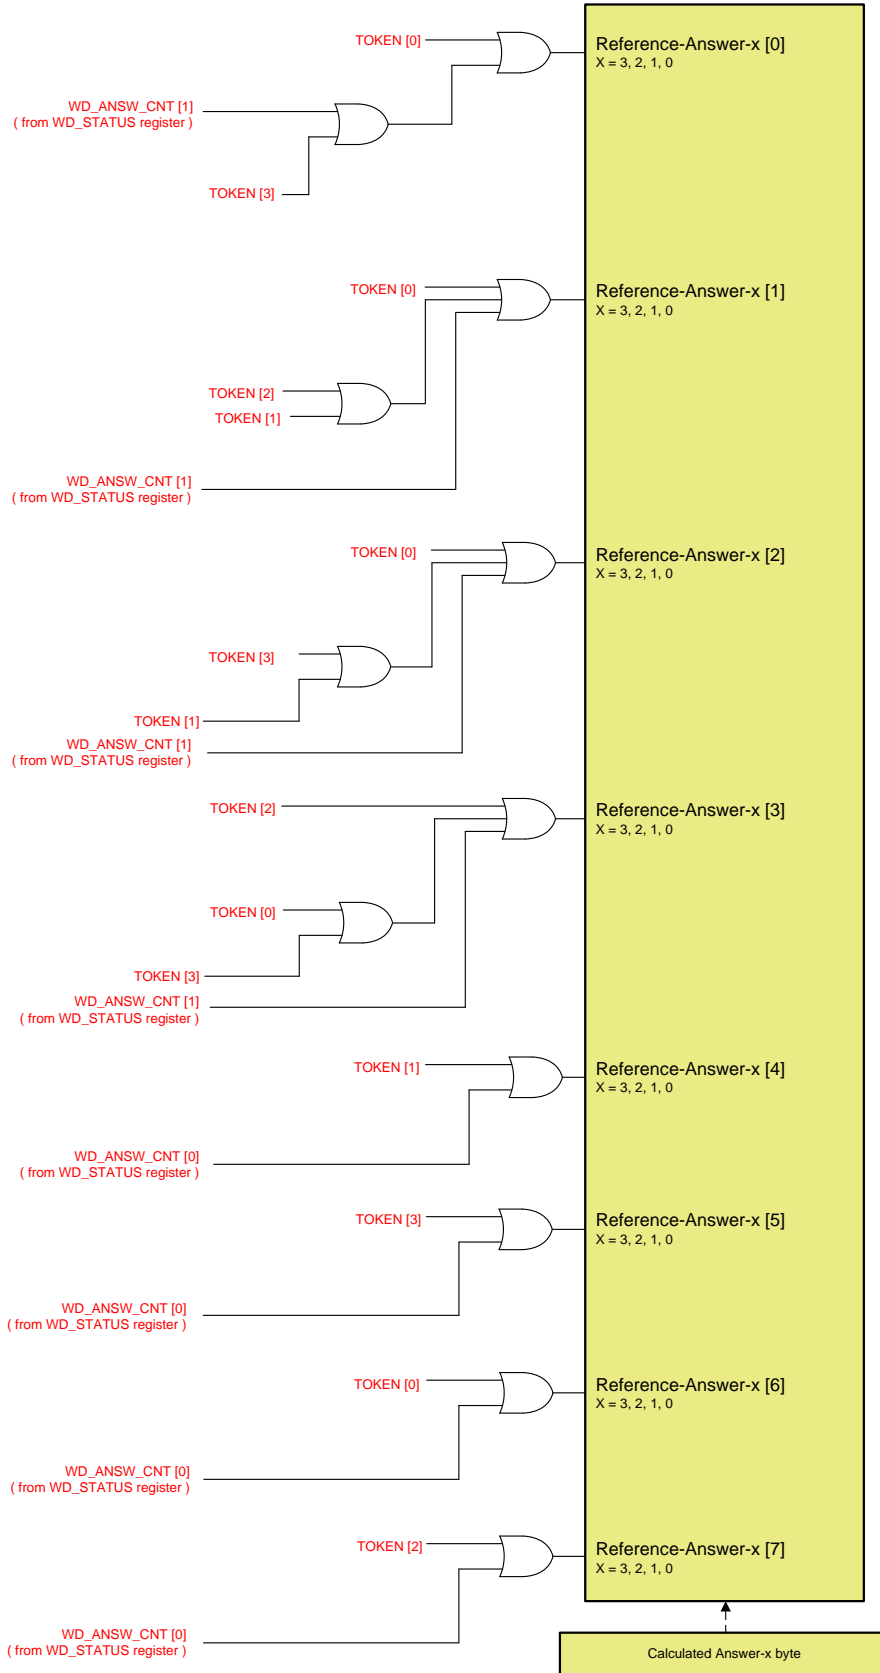 TOKEN [0]
Reference-Answer-x [0]
X = 3, 2, 1, 0
WD_ANSW_CNT [1]
( from WD_STATUS register )
TOKEN [3]
TOKEN [0]
Reference-Answer-x [1]
X = 3, 2, 1, 0
TOKEN [2]
TOKEN [1]
WD_ANSW_CNT [1]
( from WD_STATUS register )
TOKEN [0]
Reference-Answer-x [2]
X = 3, 2, 1, 0
TOKEN [3]
TOKEN [1]
WD_ANSW_CNT [1]
( from WD_STATUS register )
TOKEN [2]
Reference-Answer-x [3]
X = 3, 2, 1, 0
TOKEN [0]
TOKEN [3]
WD_ANSW_CNT [1]
( from WD_STATUS register )
TOKEN [1]
Reference-Answer-x [4]
X = 3, 2, 1, 0
WD_ANSW_CNT [0]
( from WD_STATUS register )
TOKEN [3]
Reference-Answer-x [5]
X = 3, 2, 1, 0
WD_ANSW_CNT [0]
( from WD_STATUS register )
TOKEN [0]
Reference-Answer-x [6]
X = 3, 2, 1, 0
WD_ANSW_CNT [0]
( from WD_STATUS register )
TOKEN [2]
Reference-Answer-x [7]
X = 3, 2, 1, 0
WD_ANSW_CNT [0]
( from WD_STATUS register )
Calculated Answer-x byte